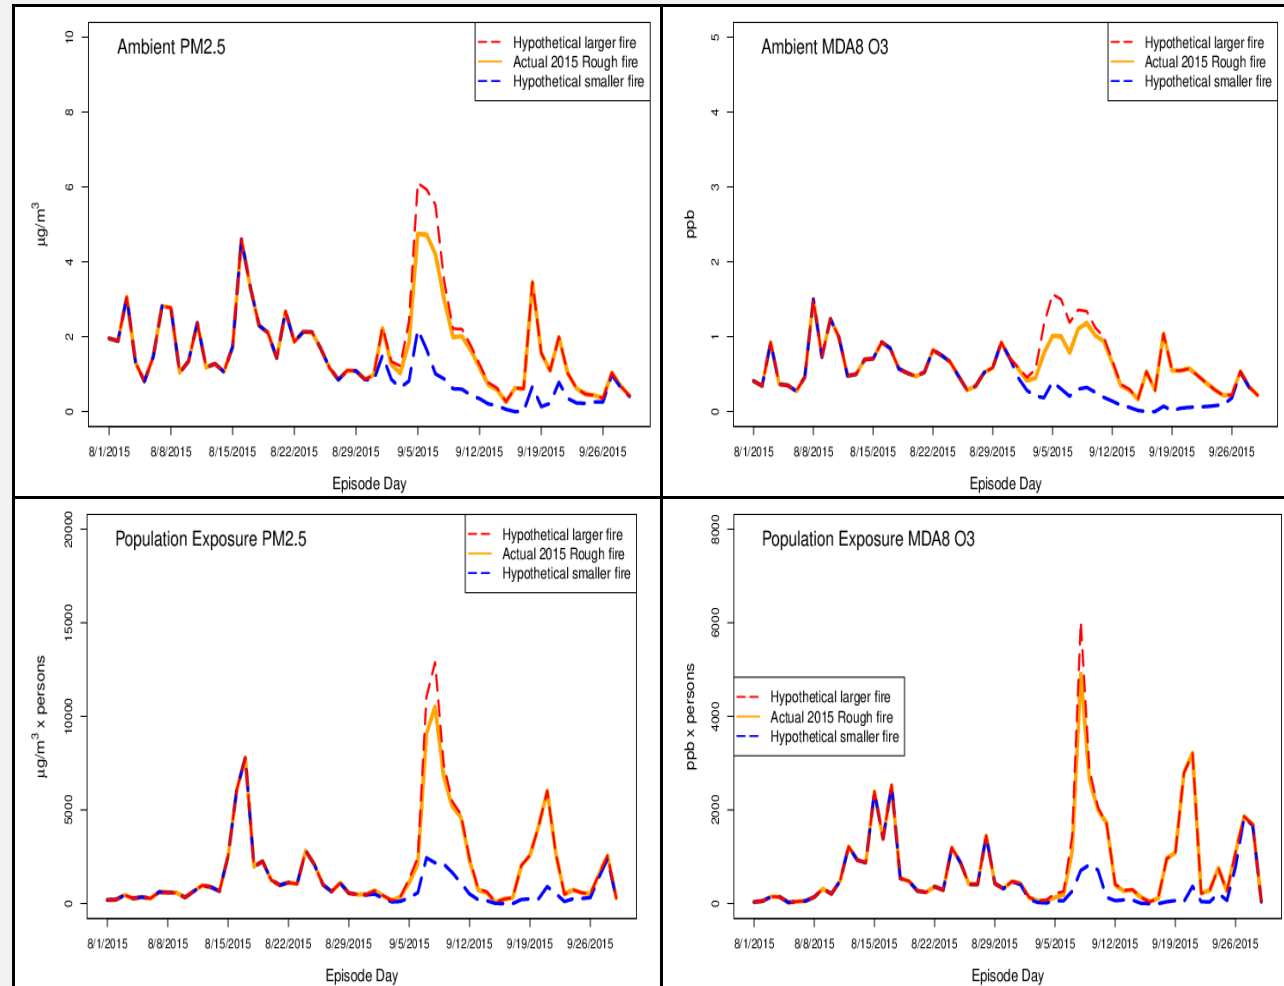 Ambient PM2.5
Hypothetical larger fire
Actual 2015 Rough fire
Hypothetical smaller fire
10
8
6
4
2
0
µg/m³
8/1/2015 8/8/2015 8/15/2015 8/22/2015 8/29/2015 9/5/2015 9/12/2015 9/19/2015 9/26/2015
Episode Day
Ambient MDA8 O3
Hypothetical larger fire
Actual 2015 Rough fire
Hypothetical smaller fire
5
4
3
2
1
0
ppb
8/1/2015 8/8/2015 8/15/2015 8/22/2015 8/29/2015 9/5/2015 9/12/2015 9/19/2015 9/26/2015
Episode Day
Population Exposure PM2.5
Hypothetical larger fire
Actual 2015 Rough fire
Hypothetical smaller fire
20000
15000
10000
5000
0
µg/m³ x persons
8/1/2015 8/8/2015 8/15/2015 8/22/2015 8/29/2015 9/5/2015 9/12/2015 9/19/2015 9/26/2015
Episode Day
Population Exposure MDA8 O3
Hypothetical larger fire
Actual 2015 Rough fire
Hypothetical smaller fire
8000
6000
4000
2000
0
ppb x persons
8/1/2015 8/8/2015 8/15/2015 8/22/2015 8/29/2015 9/5/2015 9/12/2015 9/19/2015 9/26/2015
Episode Day